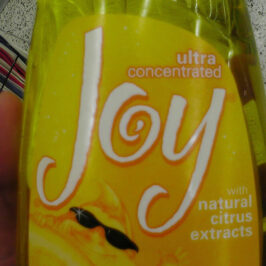 ultra
concentrated
Joy
with
natural
citrus
extracts